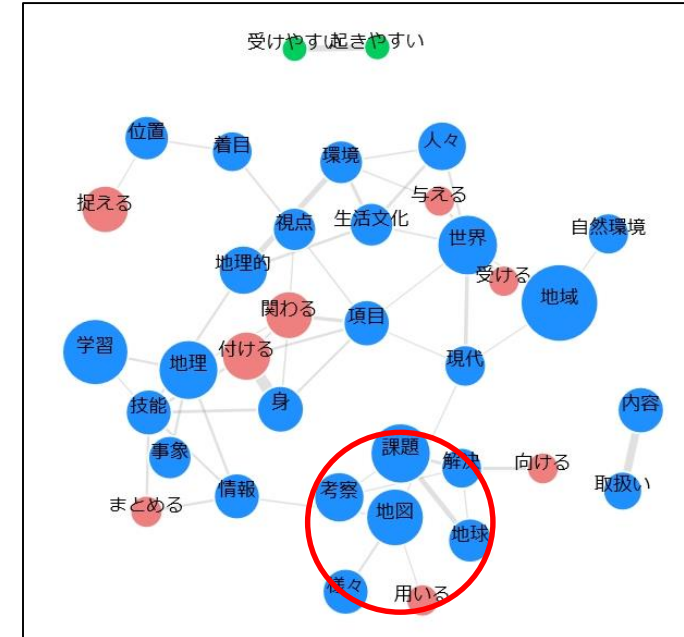 受けやすい
起きやすい
位置
着目
環境
人々
捉える
与える
視点
生活文化
世界
自然環境
地理的
受ける
地域
関わる
項目
学習
地理
付ける
現代
技能
身
内容
課題
事象
解決
向ける
取扱い
まとめる
情報
考察
地図
地球
様々
用いる